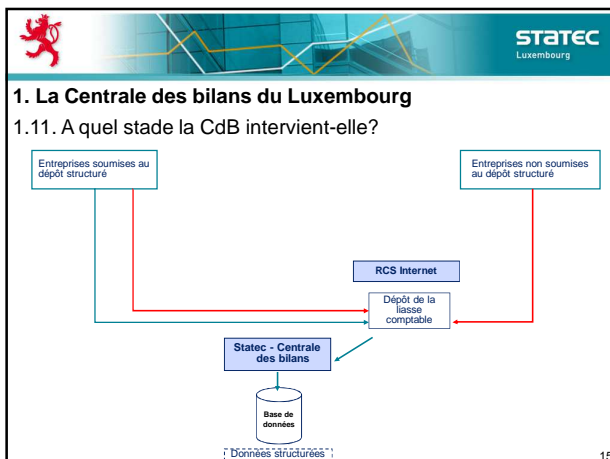 STATEC
Luxembourg
1. La Centrale des bilans du Luxembourg
1.11. A quel stade la CdB intervient-elle?
Entreprises soumises au
dépôt structuré
Entreprises non soumises
au dépôt structuré
RCS Internet
Dépôt de la
liasse
comptable
Statec - Centrale
des bilans
Base de
données
Données structurées
15